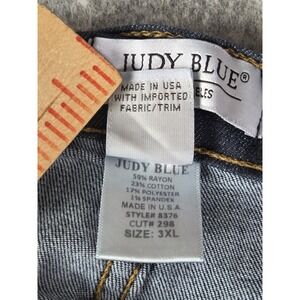 JUDY BLUE®
ELES
MADE IN USA
WITH IMPORTED
FABRIC/TRIM
JUDY BLUE
59% RAYON
23% COTTON
17% POLYESTER
1% SPANDEX
MADE IN U.S.A
STYLE# 8376
CUT# 298
SIZE: 3XL